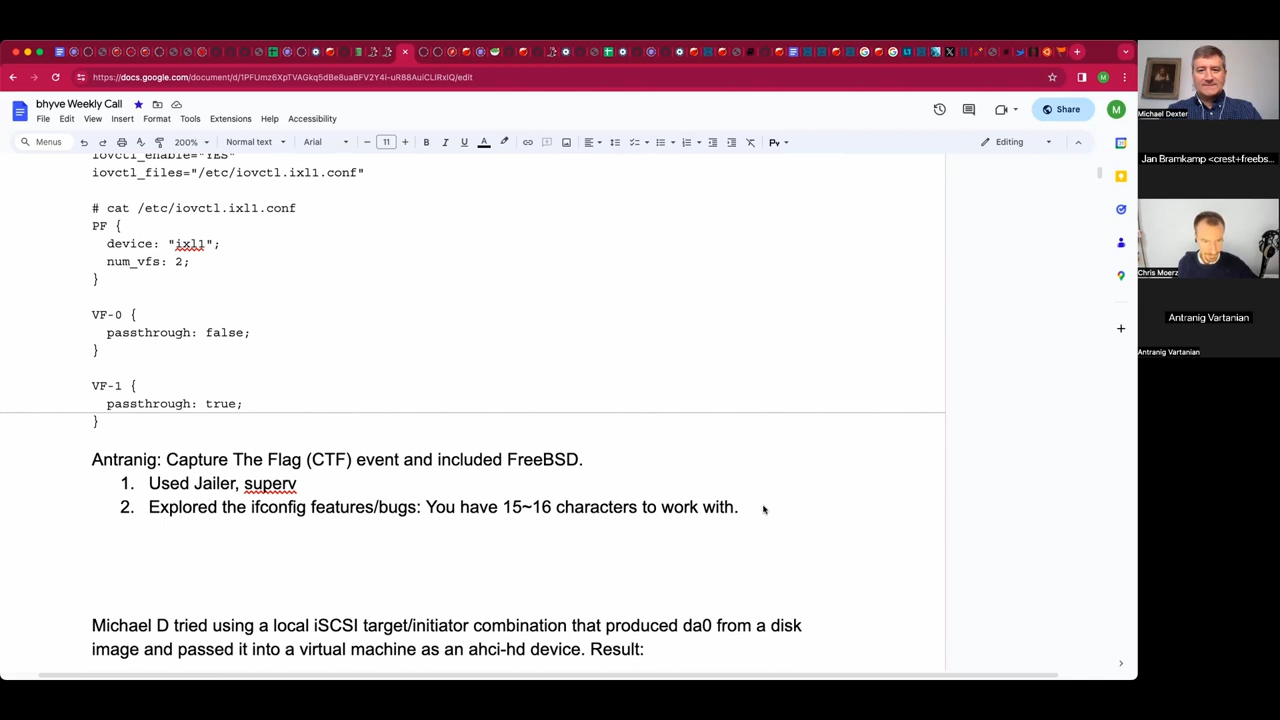 https://docs.google.com/document/d/1PFUmz6XpTVAGkq5dBe8uaBFV2Y4i-uR88AuiCLlRxlQ/edit
bhyve Weekly Call
File Edit View Insert Format Tools Extensions Help Accessibility
Share
M
Menus 200% Normal text Arial 11 B I U A Editing
iovctl_enable="YES"
iovctl_files="/etc/iovctl.ixl1.conf"
# cat /etc/iovctl.ixl1.conf
PF {
device: "ixl1";
num_vfs: 2;
}
VF-0 {
passthrough: false;
}
VF-1 {
passthrough: true;
}
Antranig: Capture The Flag (CTF) event and included FreeBSD.
1. Used Jailer, superv
2. Explored the ifconfig features/bugs: You have 15~16 characters to work with.
Michael D tried using a local iSCSI target/initiator combination that produced da0 from a disk
image and passed it into a virtual machine as an ahci-hd device. Result:
Michael Dexter
Jan Bramkamp <crest+freebs...
Chris Moerz
Antranig Vartanian
Antranig Vartanian